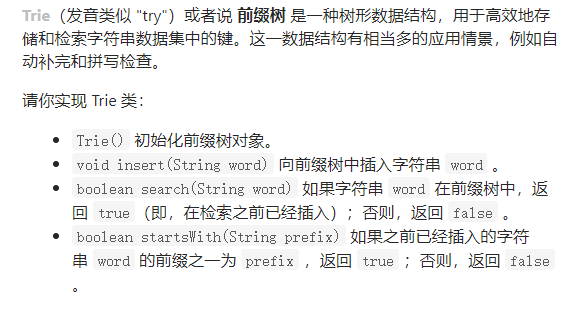 Trie（发音类似 "try"）或者说 前缀树 是一种树形数据结构，用于高效地存
储和检索字符串数据集中的键。这一数据结构有相当多的应用情景，例如自
动补完和拼写检查。
请你实现 Trie 类：
• Trie() 初始化前缀树对象。
• void insert(String word) 向前缀树中插入字符串 word 。
• boolean search(String word) 如果字符串 word 在前缀树中，返
回 true（即，在检索之前已经插入）；否则，返回 false 。
• boolean startsWith(String prefix) 如果之前已经插入的字符
串 word 的前缀之一为 prefix ，返回 true ；否则，返回 false
。